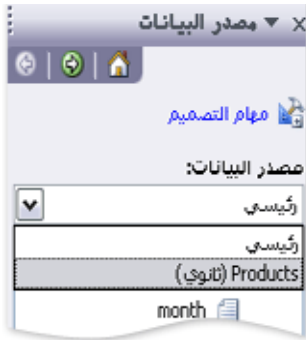 مصدر البيانات
مهام التصميم
مصدر البيانات:
رئيسي
رئيسي
Products (ثانوي)
month